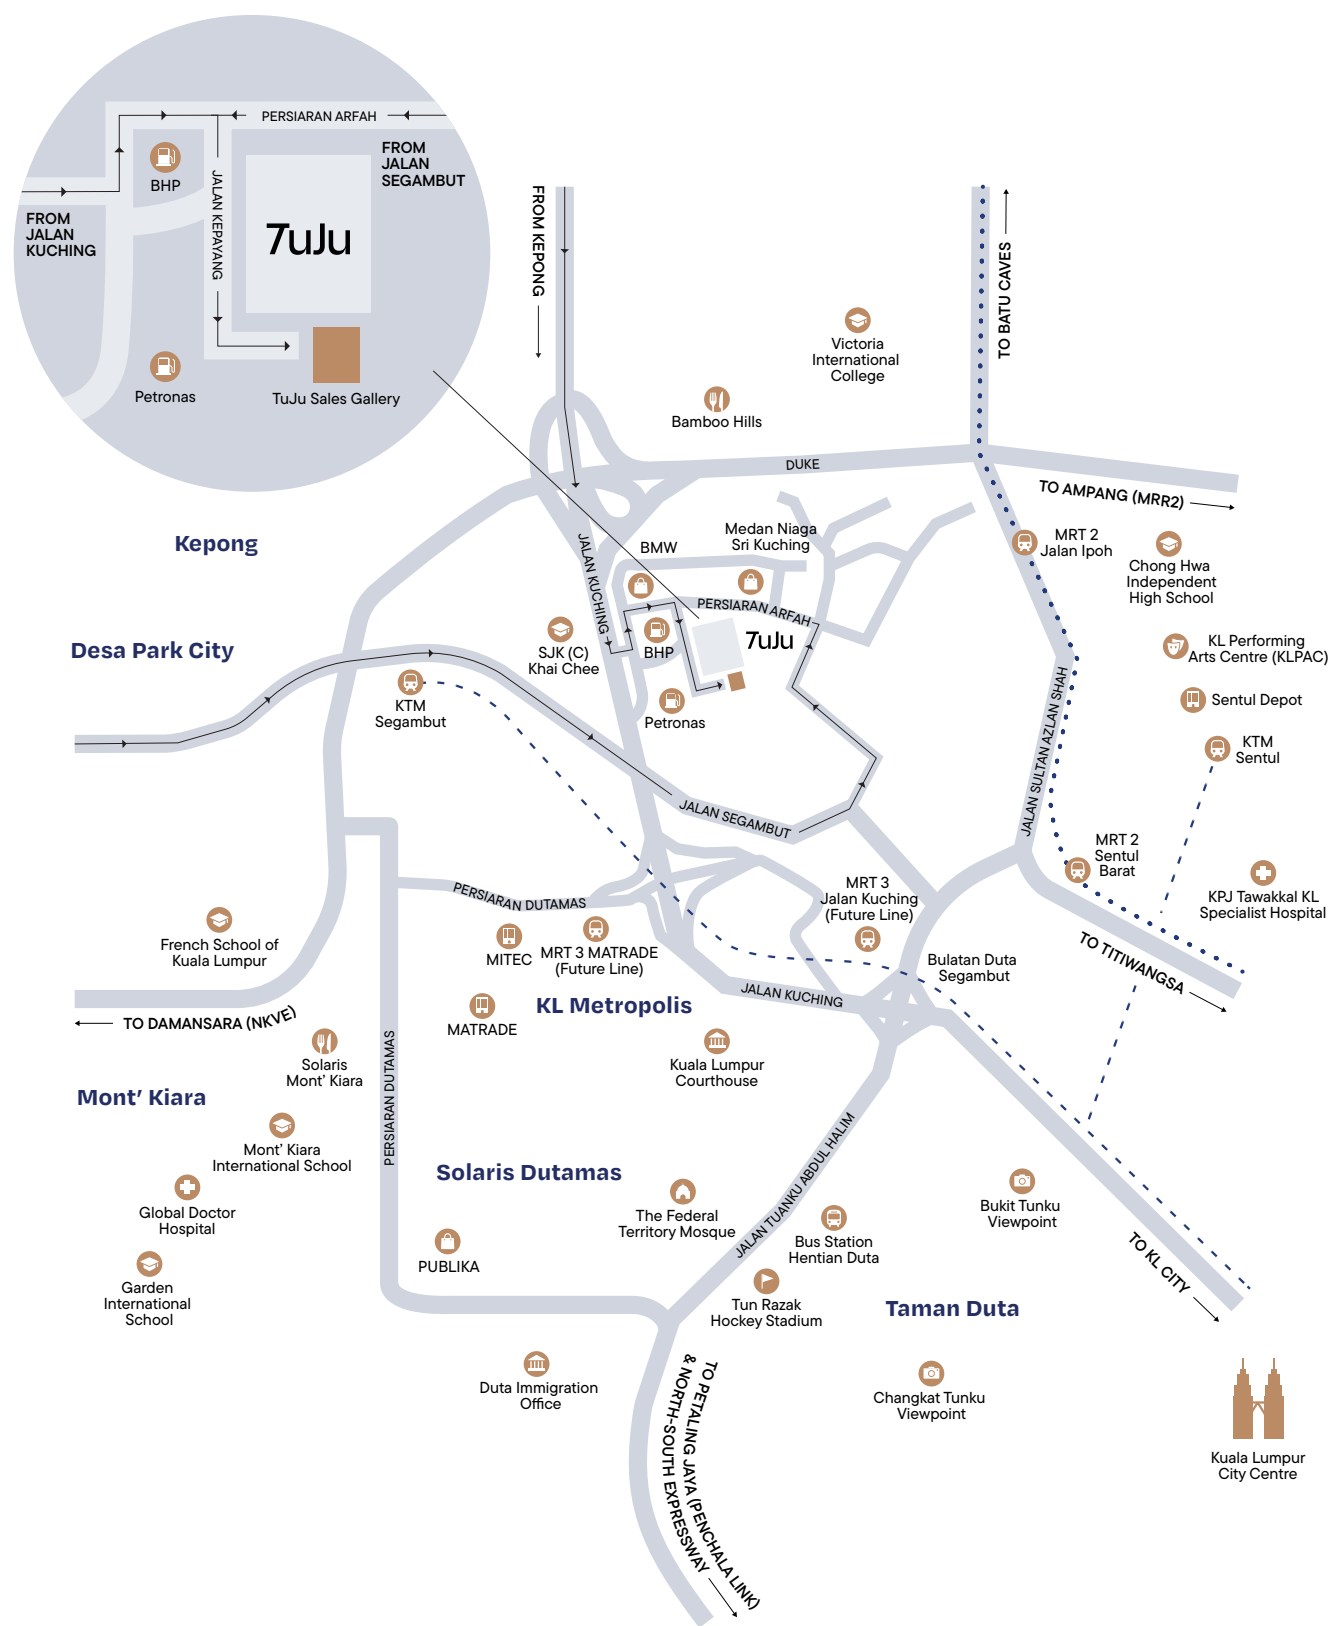 PERSIARAN ARFAH
FROM
JALAN
SEGAMBUT
BHP
FROM
JALAN
KUCHING
JALAN KEPAYANG
TuJu
Petronas
TuJu Sales Gallery
FROM KEPONG
TO BATU CAVES
Victoria
International
College
Bamboo Hills
DUKE
TO AMPANG (MRR2)
Kepong
Medan Niaga
Sri Kuching
BMW
MRT 2
Jalan Ipoh
Chong Hwa
Independent
High School
JALAN KUCHING
PERSIARAN ARFAH
TuJu
SJK (C)
Khai Chee
BHP
Desa Park City
KL Performing
Arts Centre (KLPAC)
KTM
Segambut
Petronas
Sentul Depot
KTM
Sentul
JALAN SULTAN AZLAN SHAH
JALAN SEGAMBUT
MRT 2
Sentul
Barat
KPJ Tawakkal KL
Specialist Hospital
PERSIARAN DUTAMAS
MRT 3
Jalan Kuching
(Future Line)
French School of
Kuala Lumpur
MITEC
MRT 3 MATRADE
(Future Line)
Bulatan Duta
Segambut
TO TITIWANGSA
JALAN KUCHING
KL Metropolis
MATRADE
TO DAMANSARA (NKVE)
Solaris
Mont' Kiara
Kuala Lumpur
Courthouse
PERSIARAN DUTAMAS
Mont' Kiara
Mont' Kiara
International School
Solaris Dutamas
JALAN TUANKU ABDUL HALIM
Global Doctor
Hospital
The Federal
Territory Mosque
Bukit Tunku
Viewpoint
Bus Station
Hentian Duta
PUBLIKA
TO KL CITY
Garden
International
School
Tun Razak
Hockey Stadium
Taman Duta
TO PETALING JAYA (PENCHALA LINK)
& NORTH-SOUTH EXPRESSWAY
Duta Immigration
Office
Changkat Tunku
Viewpoint
Kuala Lumpur
City Centre